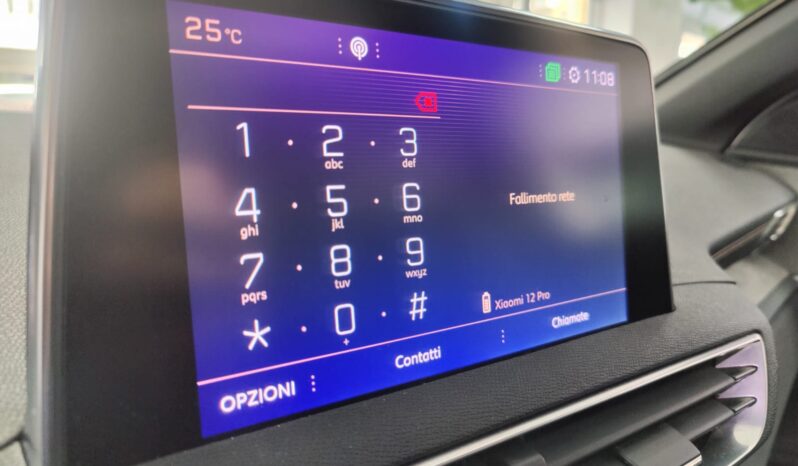 25°C
11:08
1 2 3
abc def
4 5 6
ghi jkl mno
Fallimento rete
7 8 9
pqrs tuv wxyz
* 0 #
+
Xiaomi 12 Pro
OPZIONI Contatti Chiamate